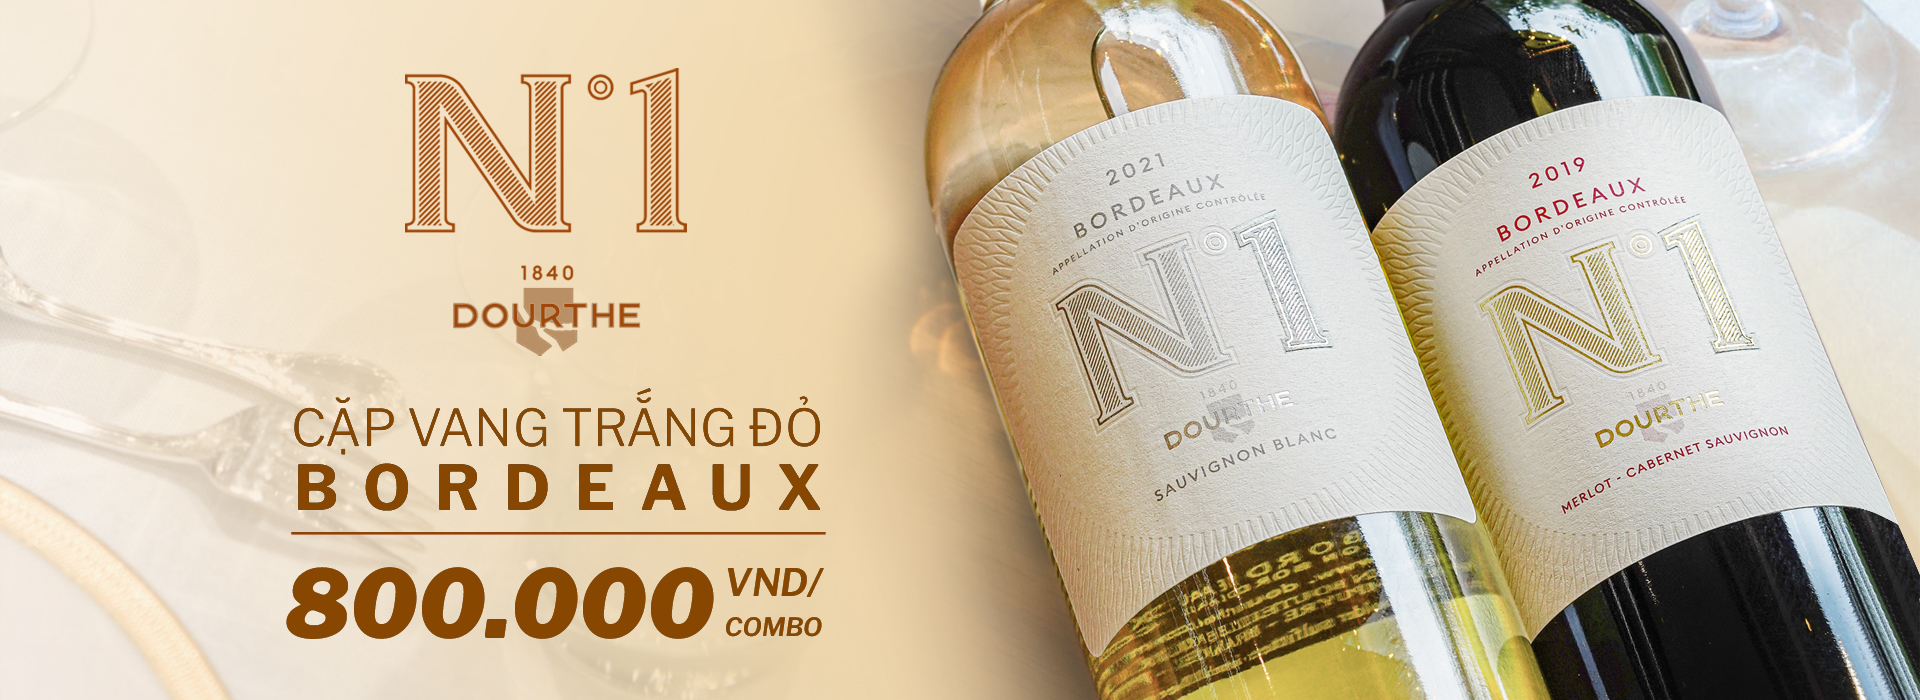 N°1
1840
DOURTHE
CẶP VANG TRẮNG ĐỎ
BORDEAUX
800.000 VND/
COMBO
2021
BORDEAUX
APPELLATION D'ORIGINE CONTRÔLÉE
N°1
1840
DOURTHE
SAUVIGNON BLANC
2019
BORDEAUX
APPELLATION D'ORIGINE CONTRÔLÉE
N°1
1840
DOURTHE
MERLOT - CABERNET SAUVIGNON